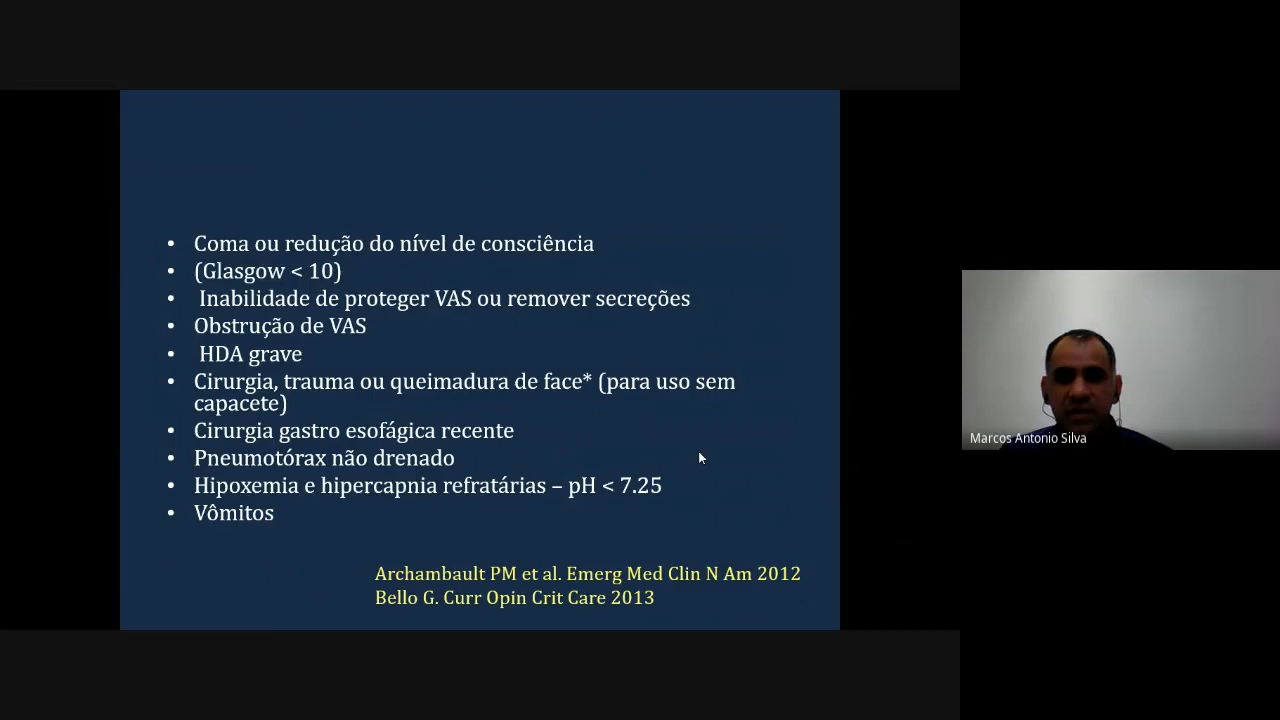 • Coma ou redução do nível de consciência
• (Glasgow < 10)
• Inabilidade de proteger VAS ou remover secreções
• Obstrução de VAS
• HDA grave
• Cirurgia, trauma ou queimadura de face* (para uso sem
capacete)
• Cirurgia gastro esofágica recente
• Pneumotórax não drenado
• Hipoxemia e hipercapnia refratárias – pH < 7.25
• Vômitos
Archambault PM et al. Emerg Med Clin N Am 2012
Bello G. Curr Opin Crit Care 2013
Marcos Antonio Silva